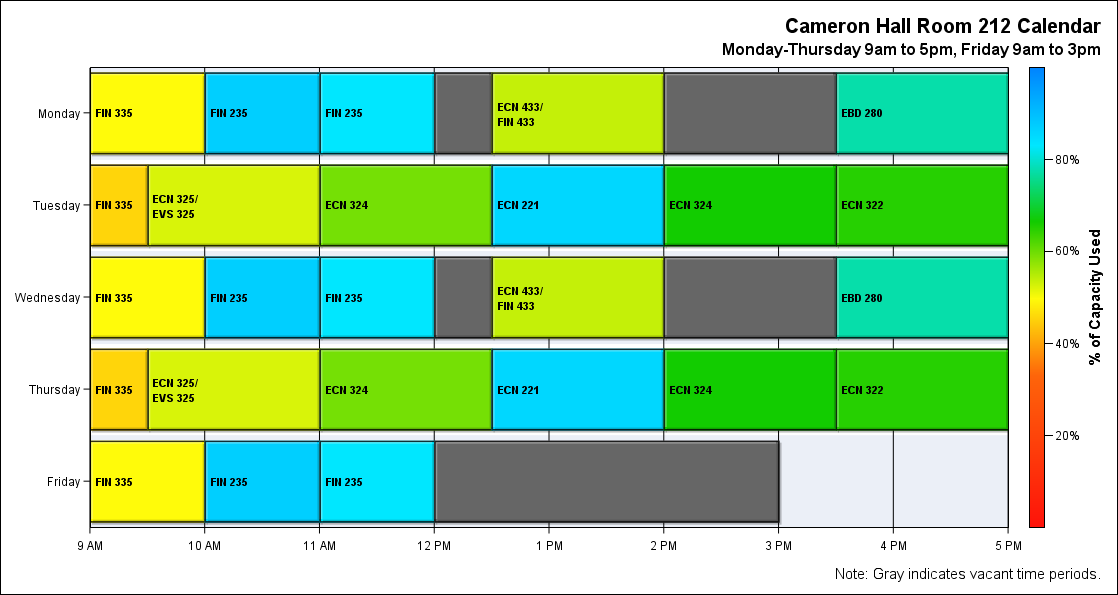 Cameron Hall Room 212 Calendar
Monday-Thursday 9am to 5pm, Friday 9am to 3pm
Monday
FIN 335
FIN 235
FIN 235
ECN 433/
FIN 433
EBD 280
Tuesday
FIN 335
ECN 325/
EVS 325
ECN 324
ECN 221
ECN 324
ECN 322
Wednesday
FIN 335
FIN 235
FIN 235
ECN 433/
FIN 433
EBD 280
Thursday
FIN 335
ECN 325/
EVS 325
ECN 324
ECN 221
ECN 324
ECN 322
Friday
FIN 335
FIN 235
FIN 235
9 AM
10 AM
11 AM
12 PM
1 PM
2 PM
3 PM
4 PM
5 PM
80%
60%
40%
20%
% of Capacity Used
Note: Gray indicates vacant time periods.